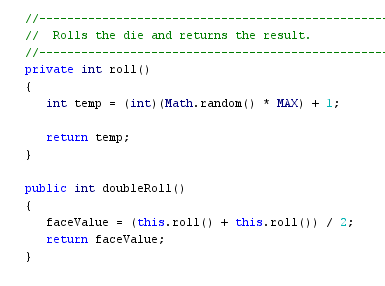 //-------------------------------------------------
//  Rolls the die and returns the result.
//-------------------------------------------------
private int roll()
{
   int temp = (int)(Math.random() * MAX) + 1;

   return temp;
}

public int doubleRoll()
{
   faceValue = (this.roll() + this.roll()) / 2;
   return faceValue;
}